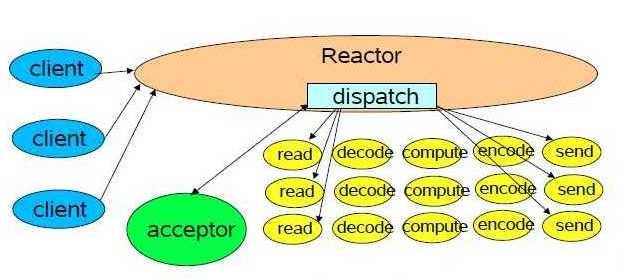 Reactor
client
dispatch
client
read decode compute encode send
read decode compute encode send
client
acceptor
read decode compute encode send